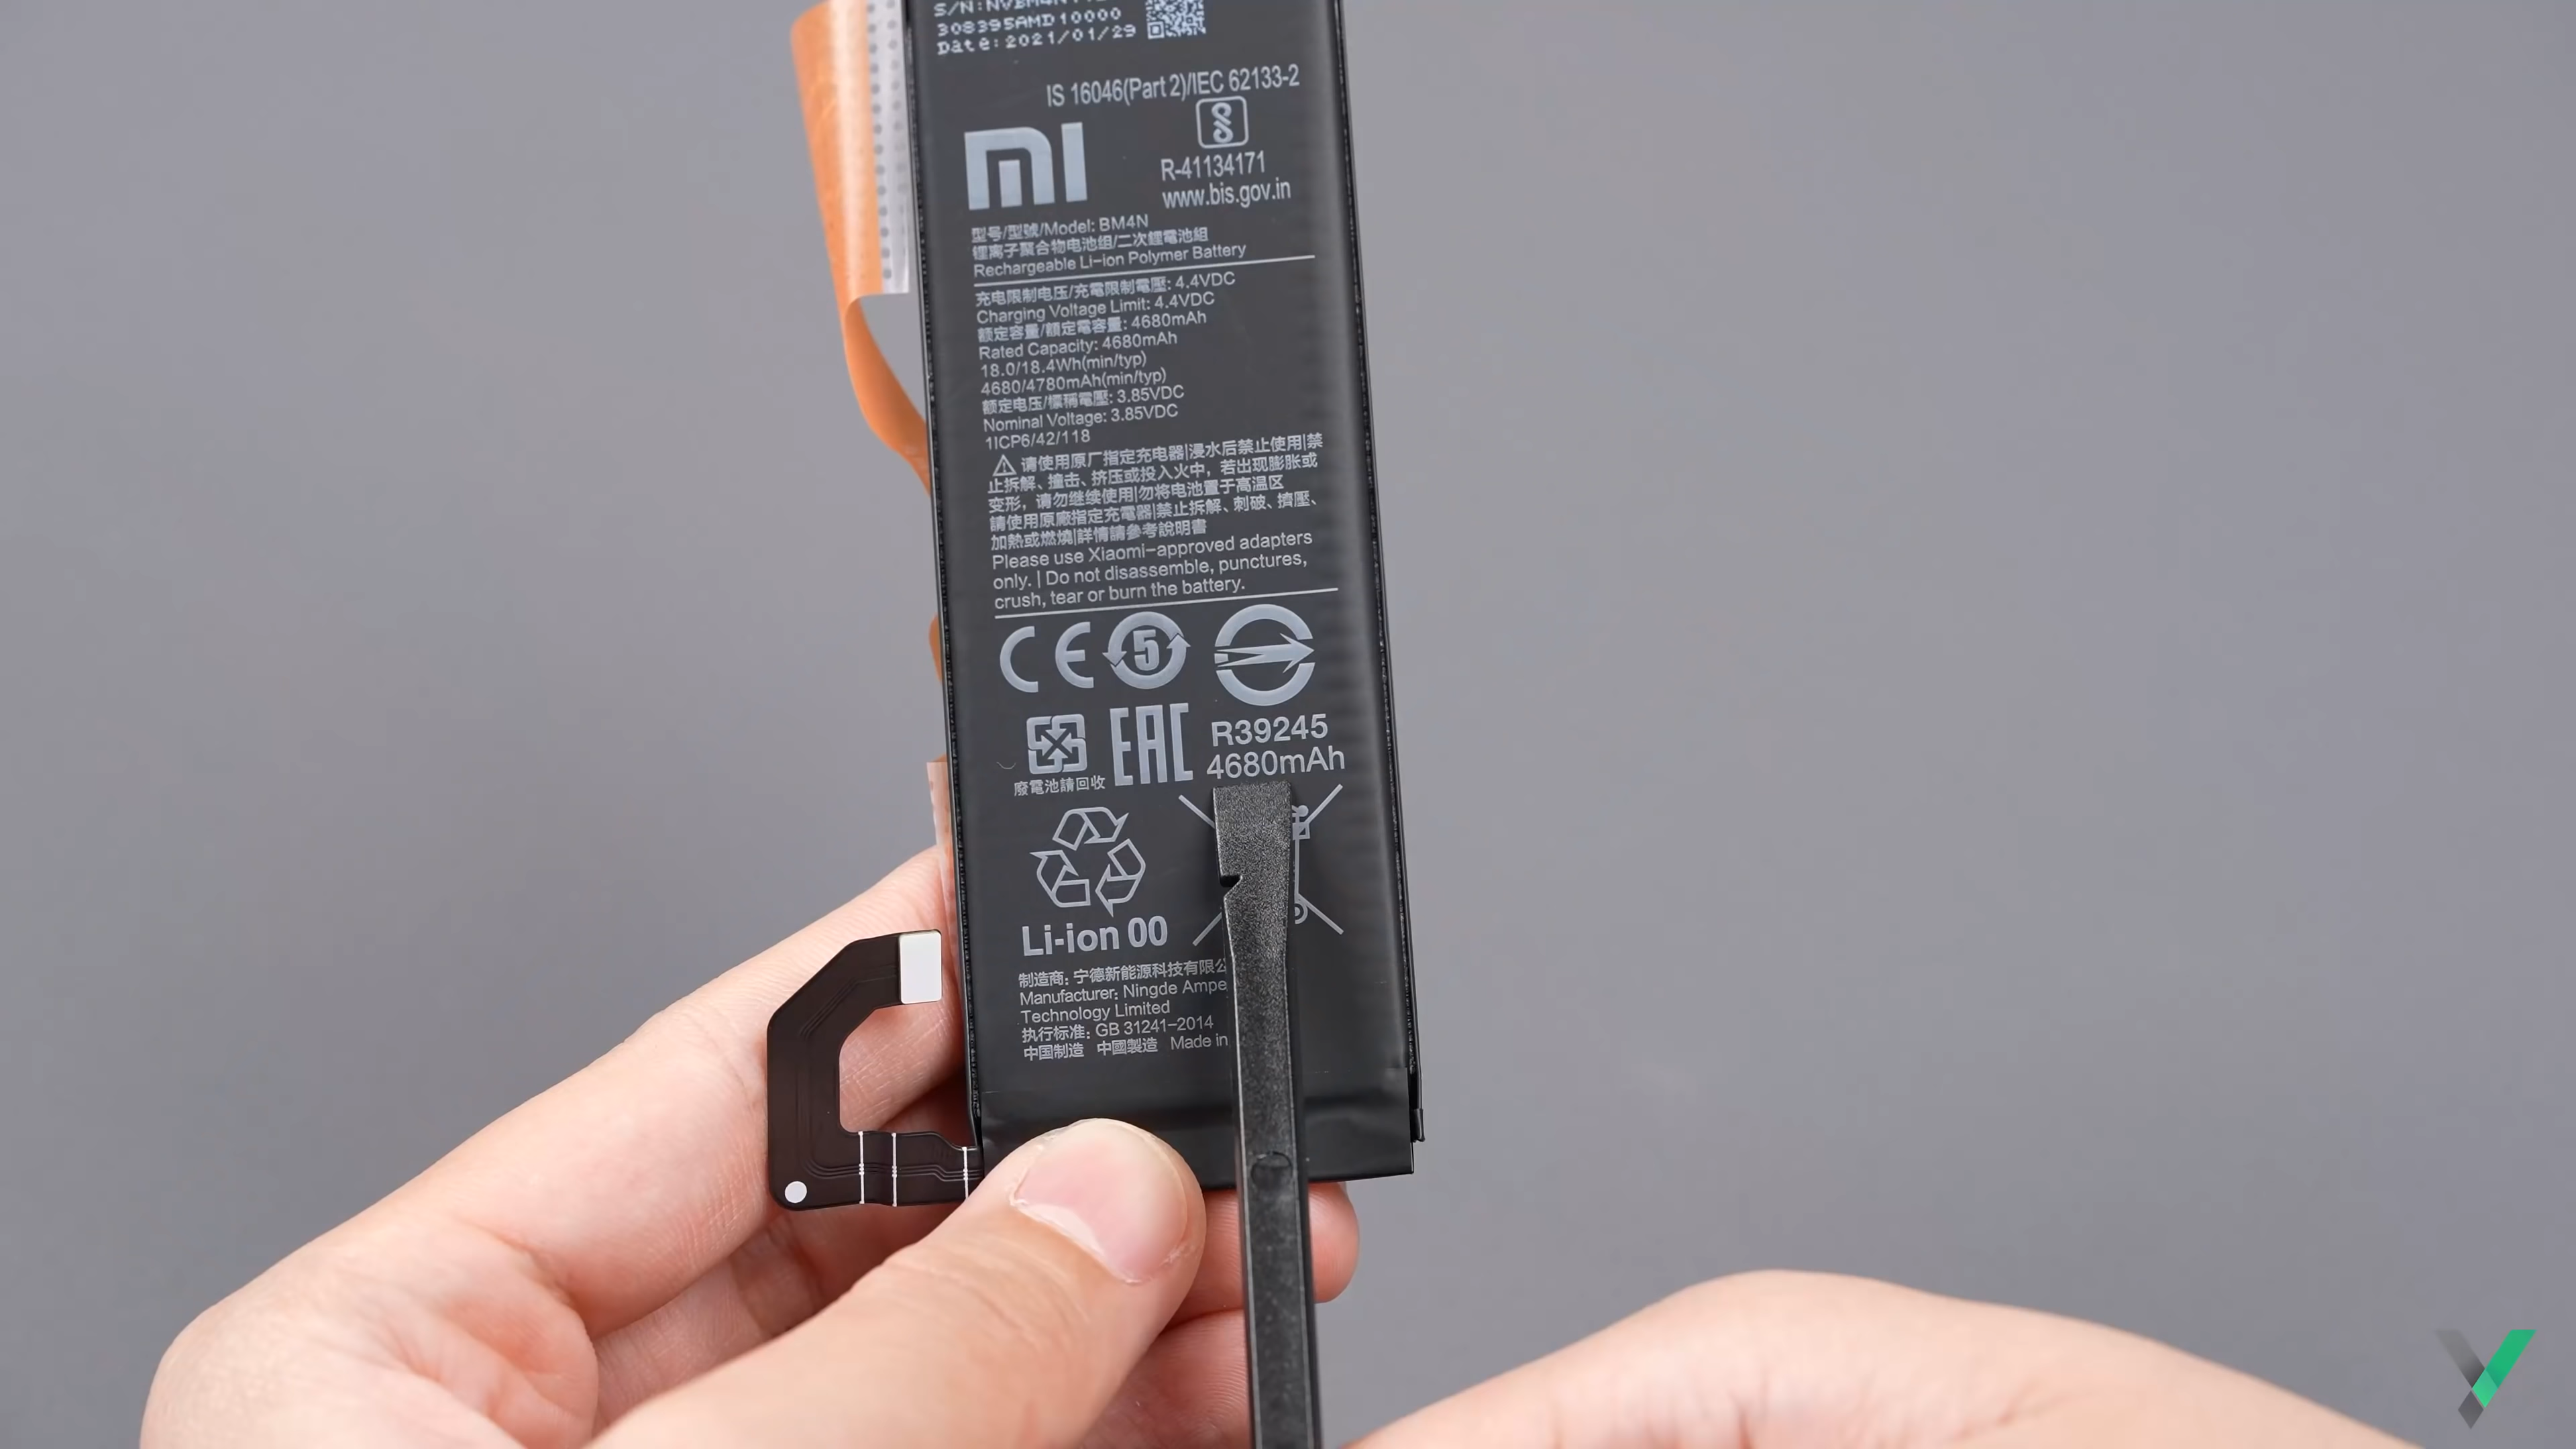 308395AMD10000
Date:2021/01/29
IS 16046(Part 2)/IEC 62133-2
mi
R-41134171
www.bis.gov.in
型号/型號/Model: BM4N
锂离子聚合物电池组/二次鋰電池組
Rechargeable Li-ion Polymer Battery
充电限制电压/充電限制電壓: 4.4VDC
Charging Voltage Limit: 4.4VDC
额定容量/額定電容量: 4680mAh
Rated Capacity: 4680mAh
18.0/18.4Wh(min/typ)
4680/4780mAh(min/typ)
额定电压/標稱電壓: 3.85VDC
Nominal Voltage: 3.85VDC
1ICP6/42/118
请使用原厂指定充电器|浸水后禁止使用|禁
止拆解、撞击、挤压或投入火中，若出现膨胀或
变形，请勿继续使用|勿将电池置于高温区
請使用原廠指定充電器|禁止拆解、刺破、擠壓、
加熱或燃燒|詳情請參考說明書
Please use Xiaomi-approved adapters
only. | Do not disassemble, punctures,
crush, tear or burn the battery.
CE 5
EAC R39245
4680mAh
廢電池請回收
Li-ion 00
制造商: 宁德新能源科技有限
Manufacturer: Ningde
Technology Limited
执行标准: GB 31241-2014
中国制造 中國製造 Made in